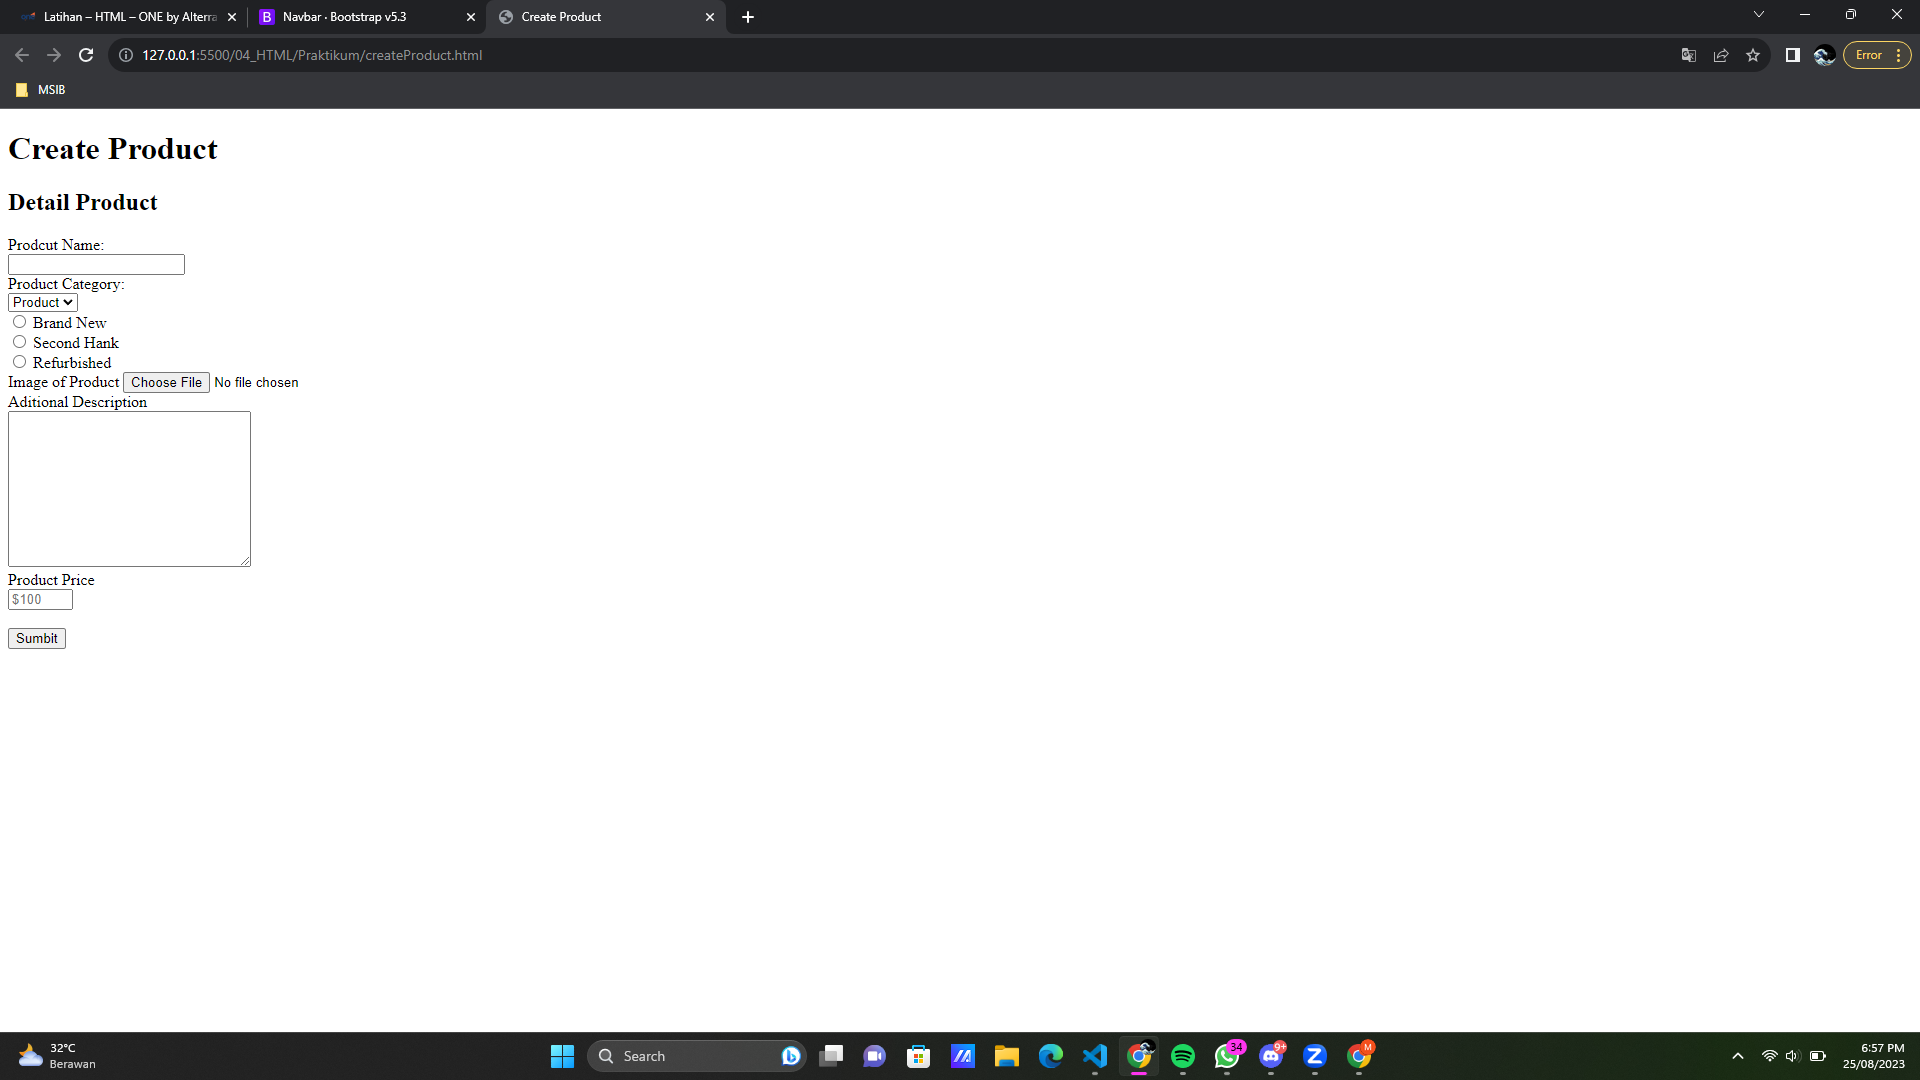 Latihan – HTML – ONE by Alterra
Navbar · Bootstrap v5.3
Create Product
127.0.0.1:5500/04_HTML/Praktikum/createProduct.html
Error
MSIB
Create Product
Detail Product
Prodcut Name:
Product Category:
Product
Brand New
Second Hank
Refurbished
Image of Product Choose File No file chosen
Aditional Description
Product Price
$100
Sumbit
32°C
Berawan
Search
34
9+
M
6:57 PM
25/08/2023